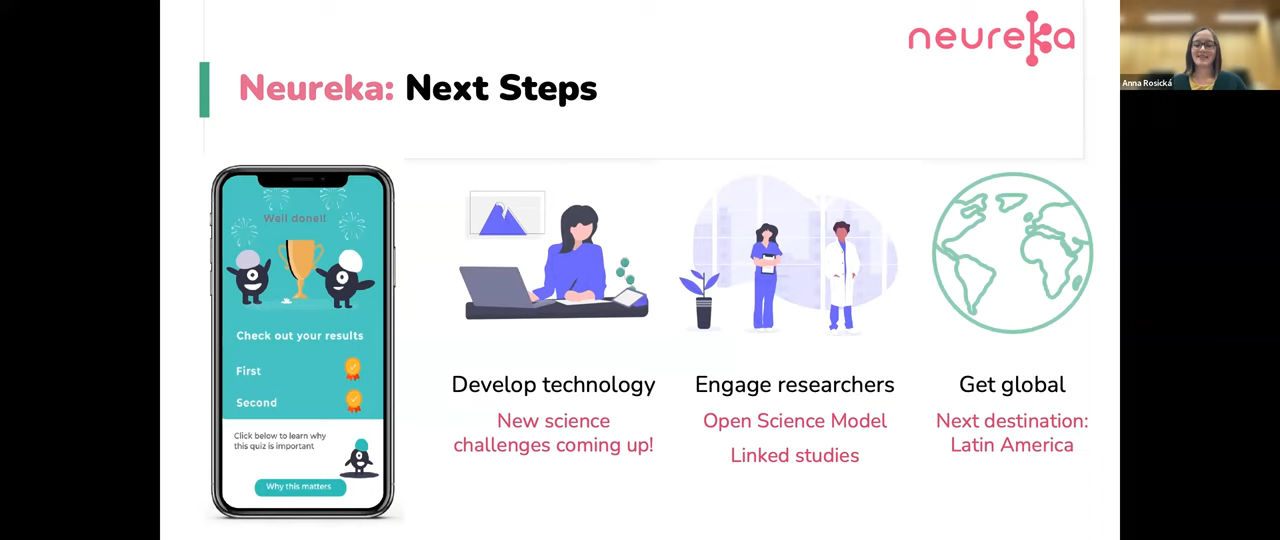 neureka
Anna Rosická
Neureka: Next Steps
Well done!!
Check out your results
First
Second
Click below to learn why
this quiz is important
Why this matters
Develop technology
New science
challenges coming up!
Engage researchers
Open Science Model
Linked studies
Get global
Next destination:
Latin America